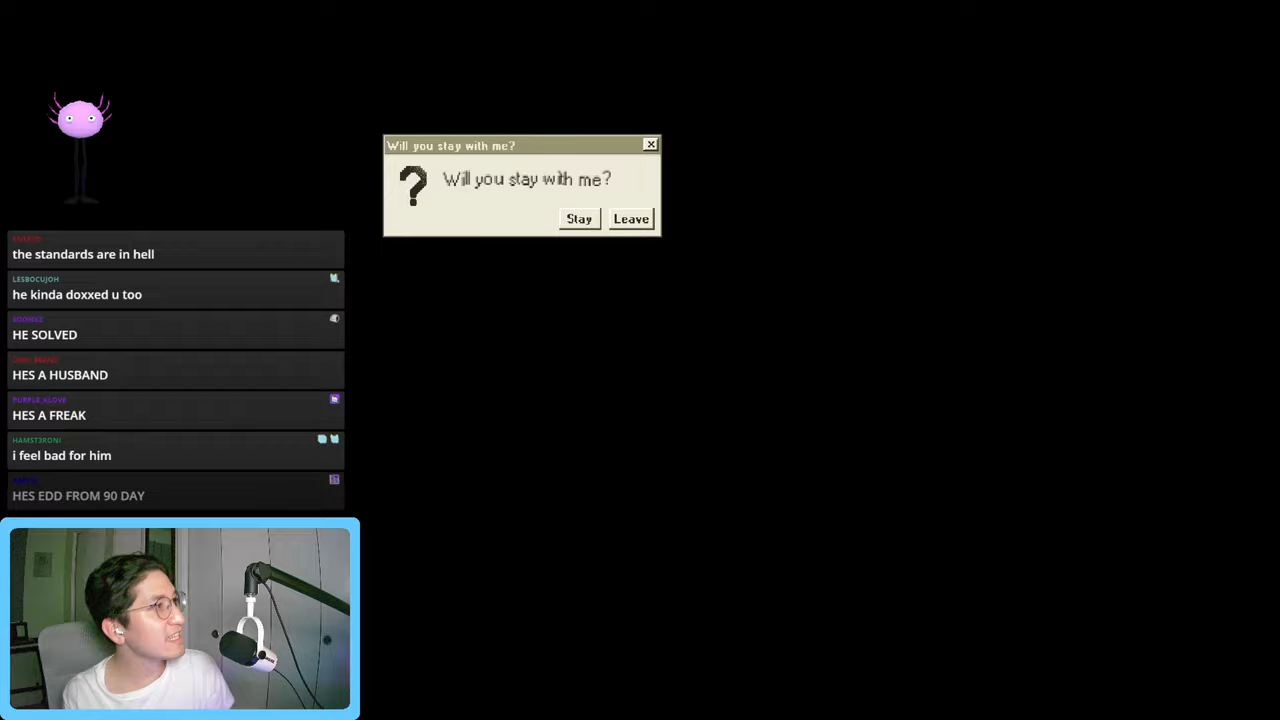 Will you stay with me?
Will you stay with me?
Stay Leave
the standards are in hell
LESBOCUJOH
he kinda doxxed u too
HE SOLVED
HES A HUSBAND
PURPLE_XLOVE
HES A FREAK
HAMST3RONI
i feel bad for him
HES EDD FROM 90 DAY